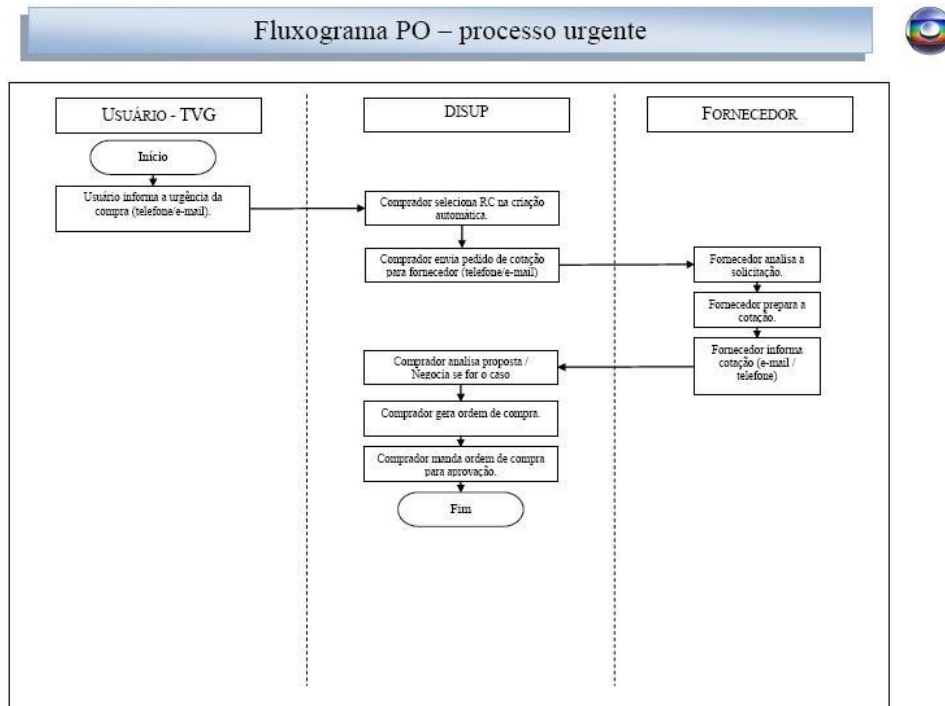 Fluxograma PO – processo urgente
USUÁRIO - TVG
DISUP
FORNECEDOR
Início
Usuário informa a urgência da
compra (telefone/e-mail).
Comprador seleciona RC na criação
automática.
Comprador envia pedido de cotação
para fornecedor (telefone/e-mail)
Fornecedor analisa a
solicitação.
Fornecedor prepara a
cotação.
Fornecedor informa
cotação (e-mail /
telefone)
Comprador analisa proposta /
Negocia se for o caso
Comprador gera ordem de compra.
Comprador manda ordem de compra
para aprovação.
Fim